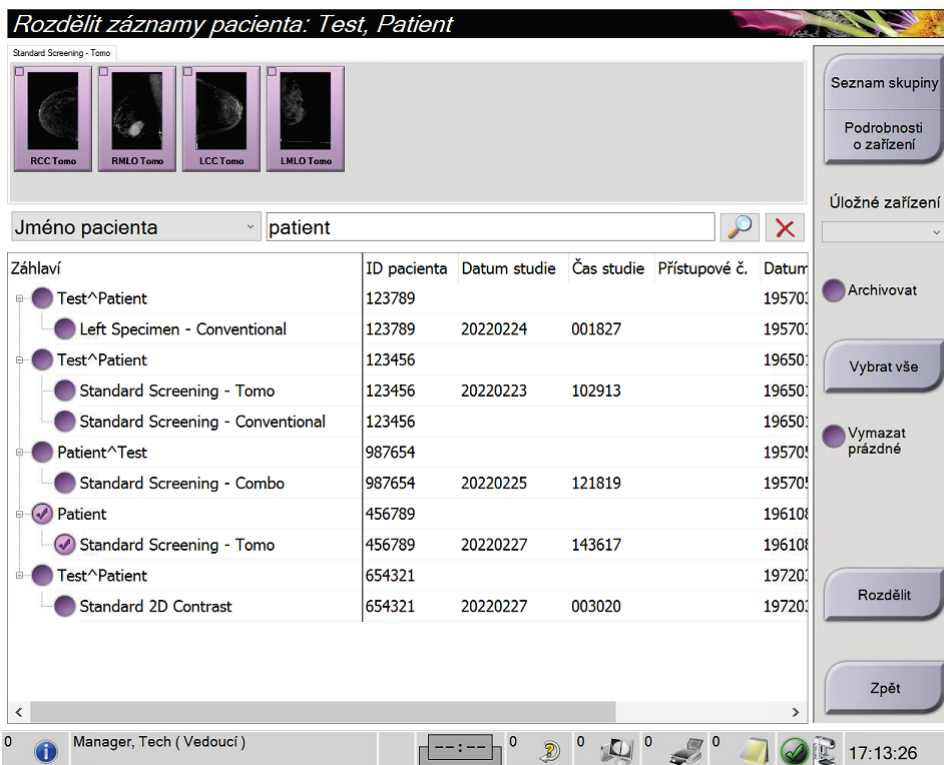 Rozdělit záznamy pacienta: Test, Patient
Standard Screening - Tomo
RCC Tomo RMLO Tomo LCC Tomo LMLO Tomo
Seznam skupiny
Podrobnosti
o zařízení
Úložné zařízení
Jméno pacienta patient
Záhlaví ID pacienta Datum studie Čas studie Přístupové č. Datum
Test^Patient 123789 195703
Left Specimen - Conventional 123789 20220224 001827 19570
Test^Patient 123456 19650
Standard Screening - Tomo 123456 20220223 102913 19650
Standard Screening - Conventional 123456 19650
Patient^Test 987654 19570
Standard Screening - Combo 987654 20220225 121819 19570
Patient 456789 196108
Standard Screening - Tomo 456789 20220227 143617 196108
Test^Patient 654321 19720
Standard 2D Contrast 654321 20220227 003020 19720
Archivovat
Vybrat vše
Vymazat
prázdné
Rozdělit
Zpět
0 Manager, Tech ( Vedoucí ) --:-- 0 0 0 0 17:13:26